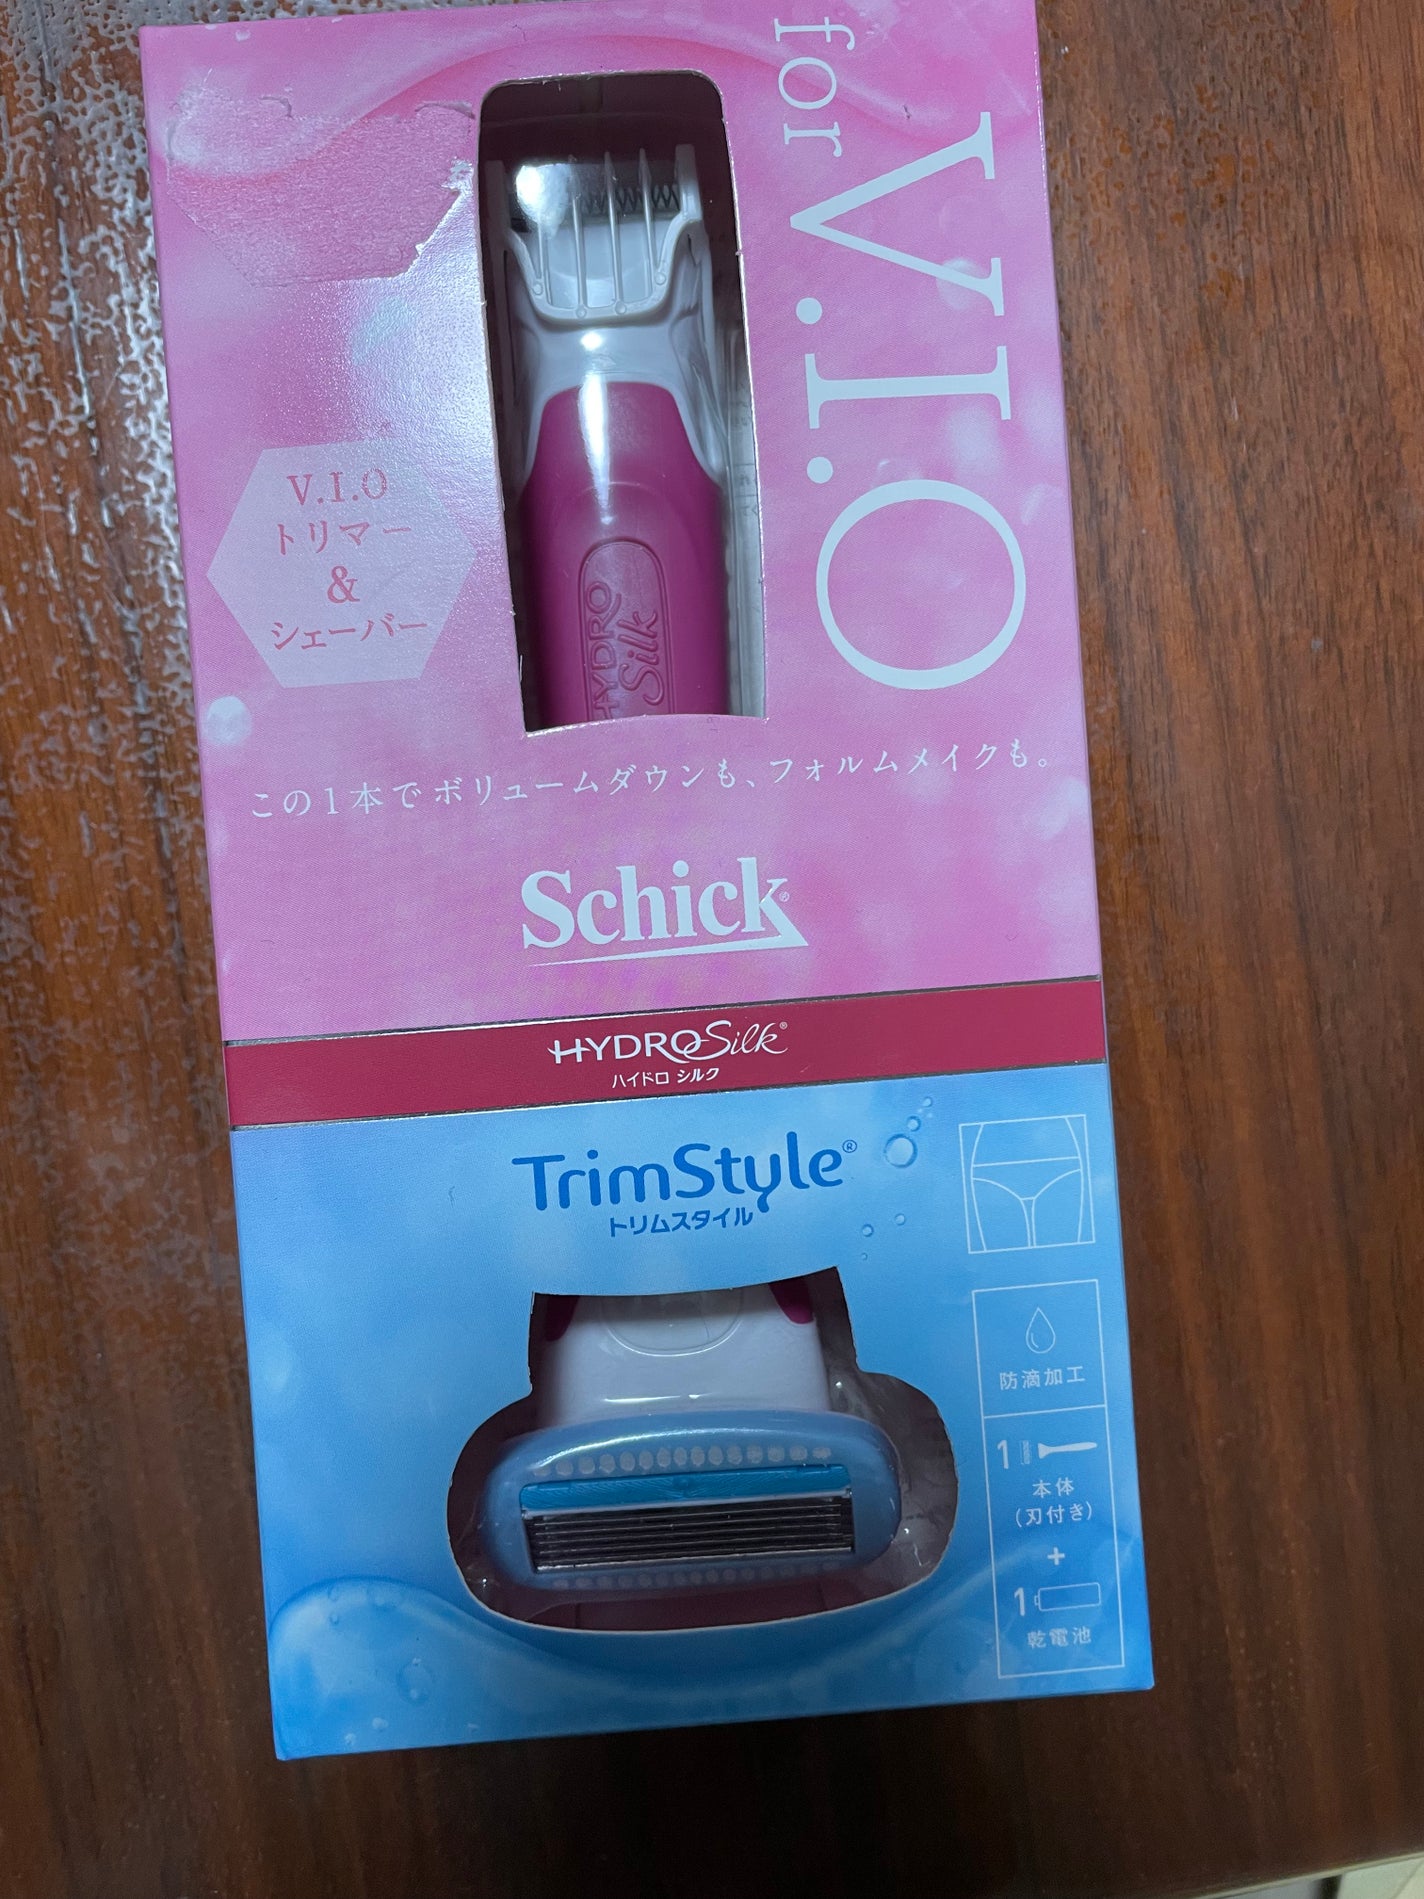 for V.I.O
V.I.O
トリマー
&
シェーバー
HYDRO
Silk
この1本でボリュームダウンも、フォルムメイクも。
Schick®
HYDRO Silk®
ハイドロ シルク
TrimStyle®
トリムスタイル
防滴加工
1
本体
(刃付き)
+
1
乾電池